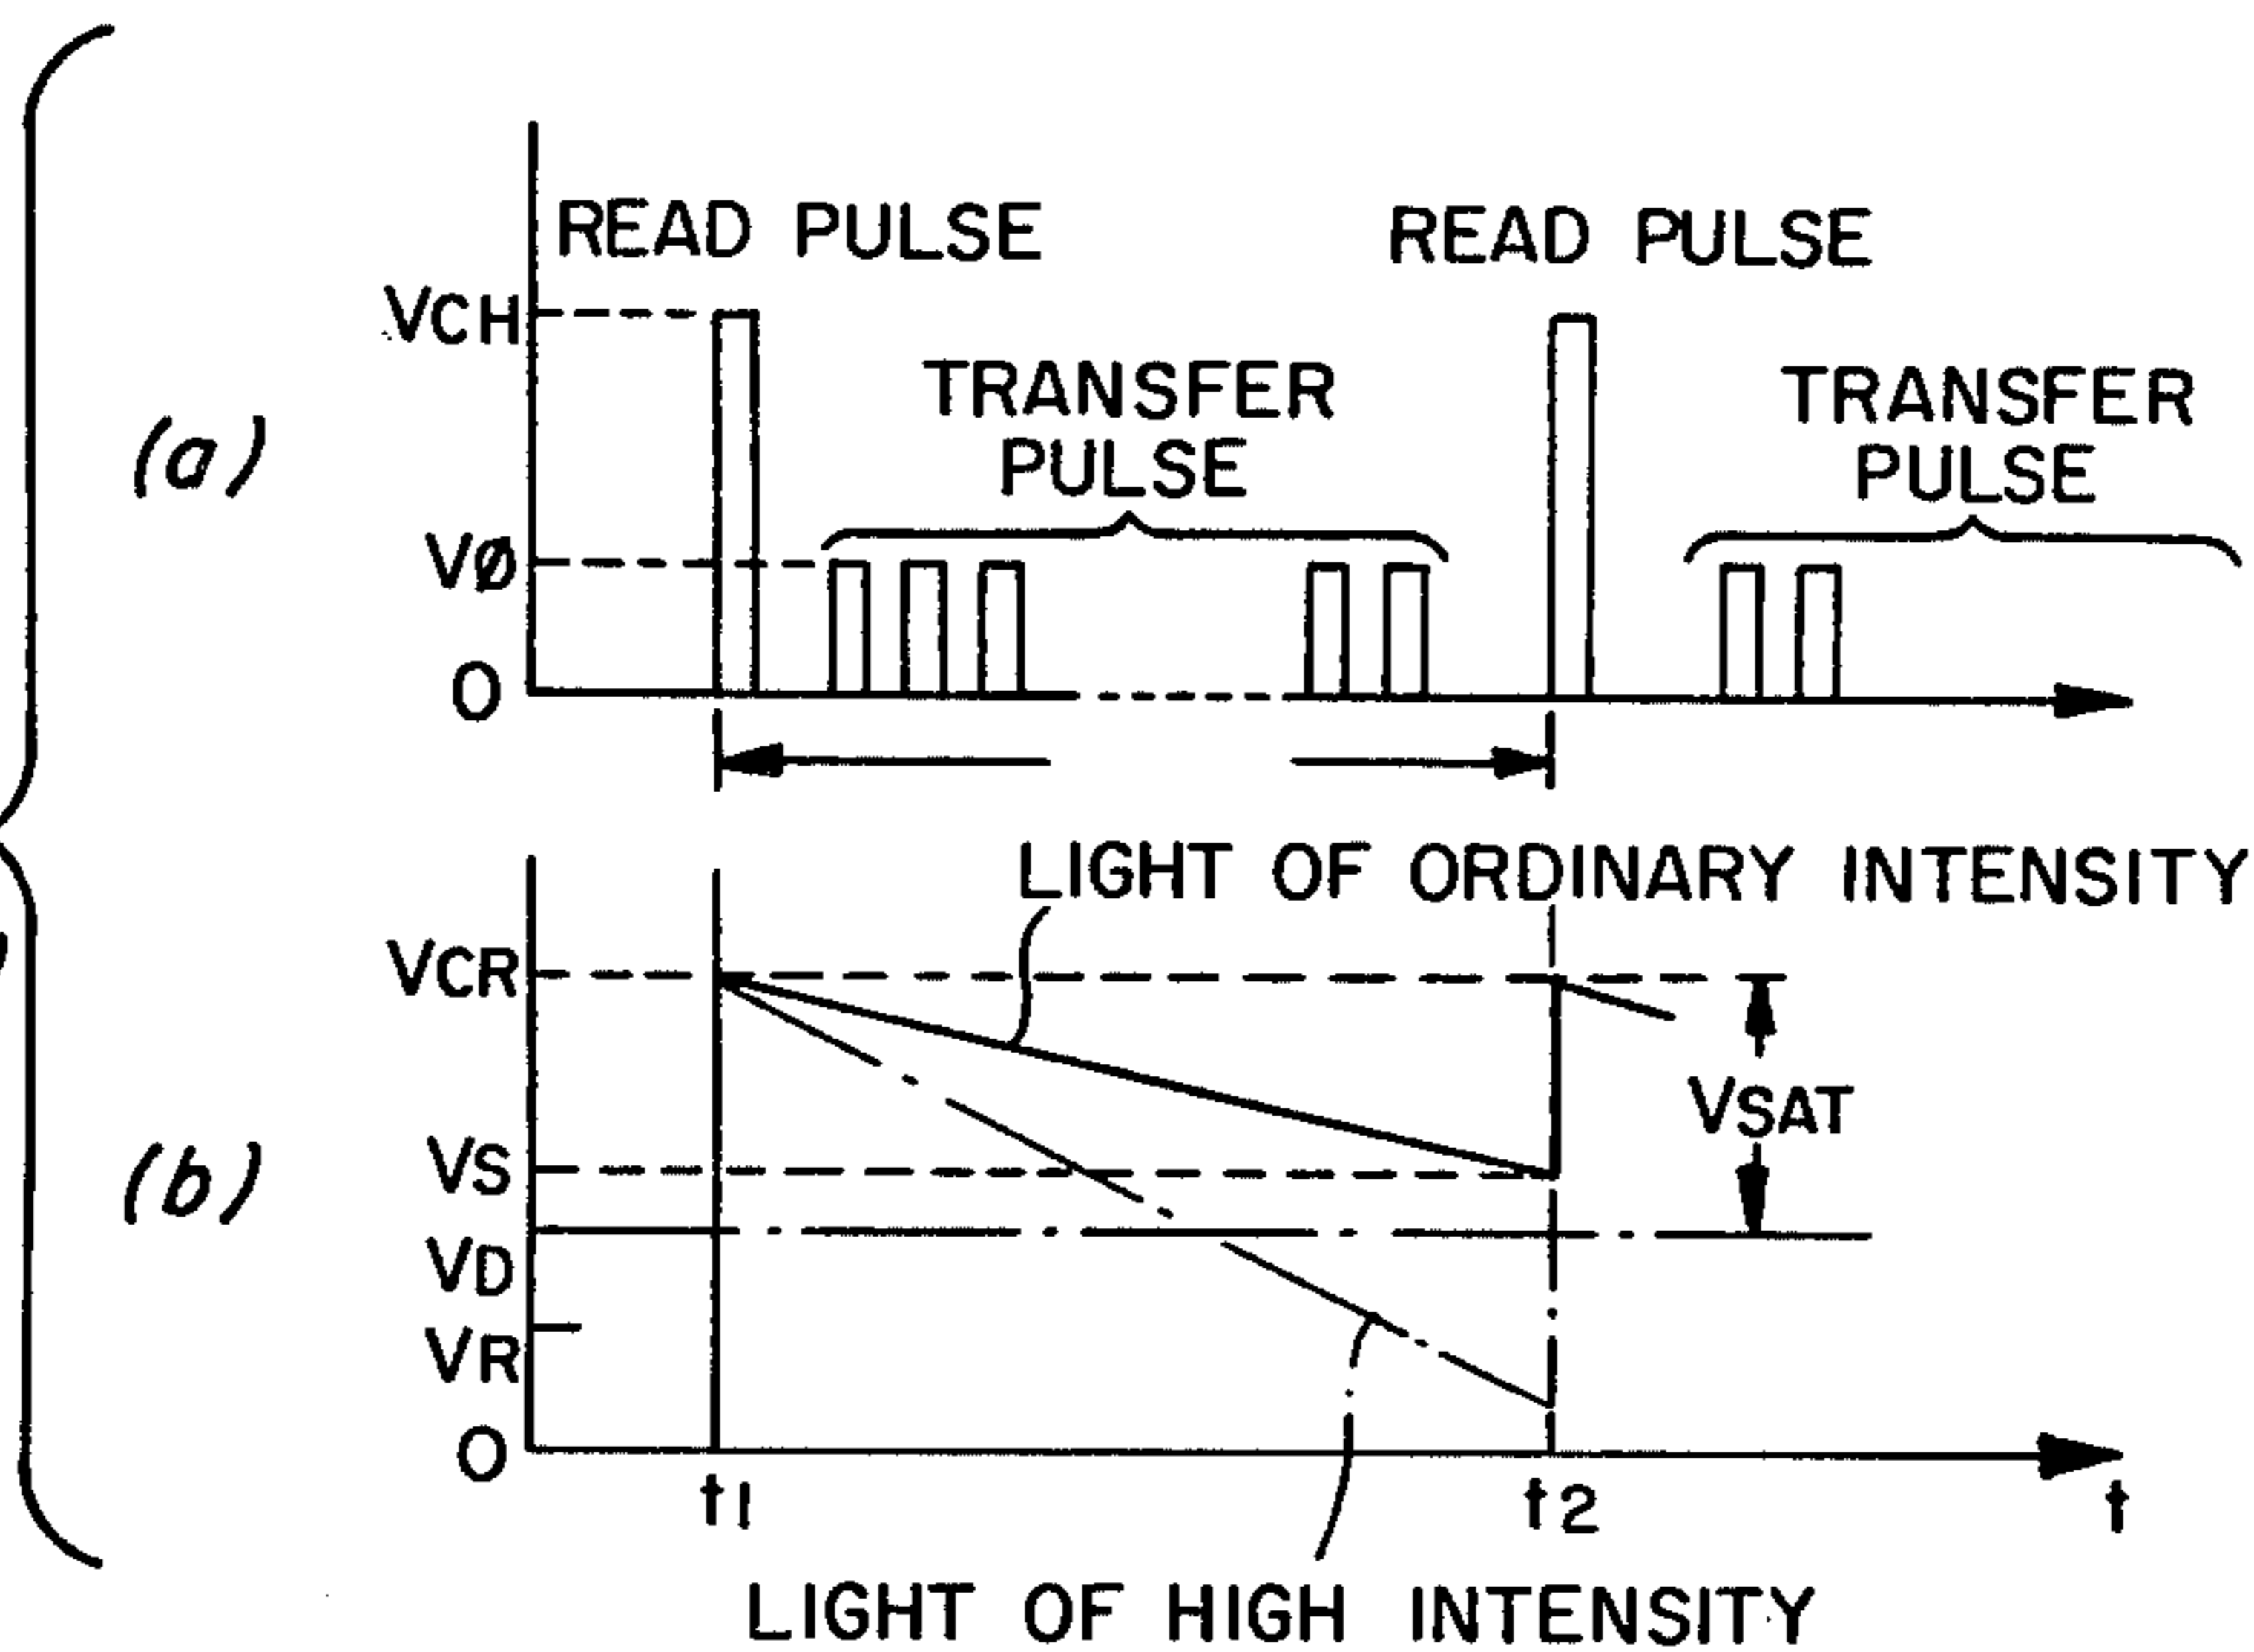 (a)
READ PULSE
READ PULSE
VCH
TRANSFER
PULSE
TRANSFER
PULSE
VØ
O
(b)
LIGHT OF ORDINARY INTENSITY
VCR
VSAT
VS
VD
VR
O
t1
t2
t
LIGHT OF HIGH INTENSITY